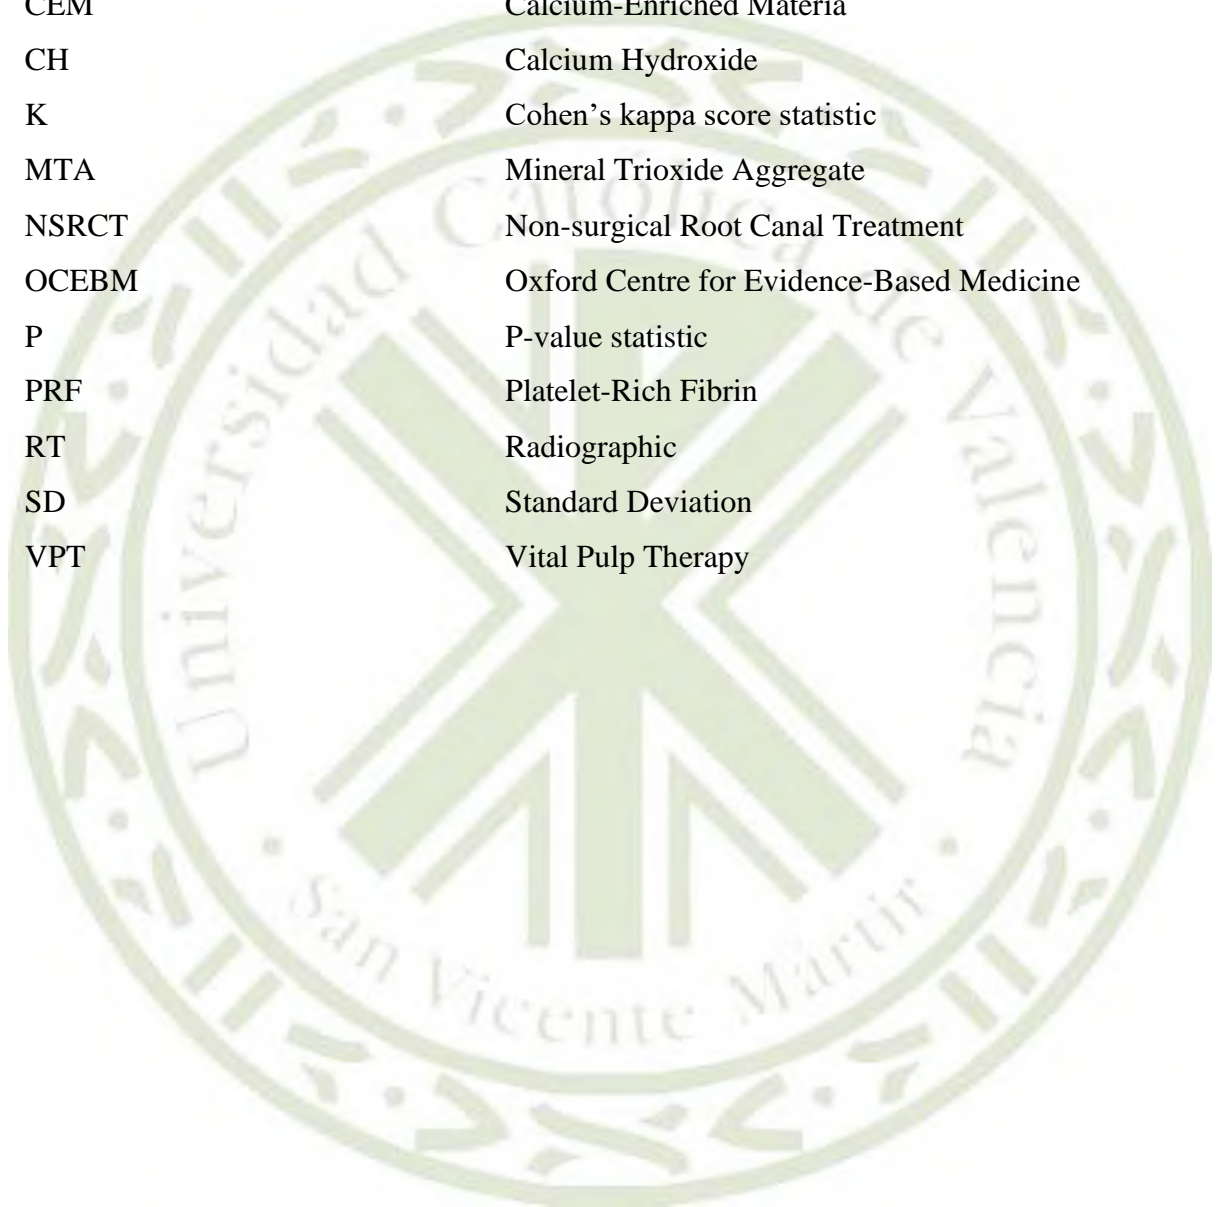 CEM Calcium-Enriched Materia
CH Calcium Hydroxide
K Cohen’s kappa score statistic
MTA Mineral Trioxide Aggregate
NSRCT Non-surgical Root Canal Treatment
OCEBM Oxford Centre for Evidence-Based Medicine
P P-value statistic
PRF Platelet-Rich Fibrin
RT Radiographic
SD Standard Deviation
VPT Vital Pulp Therapy
Universidad Católica de Valencia
San Vicente Mártir